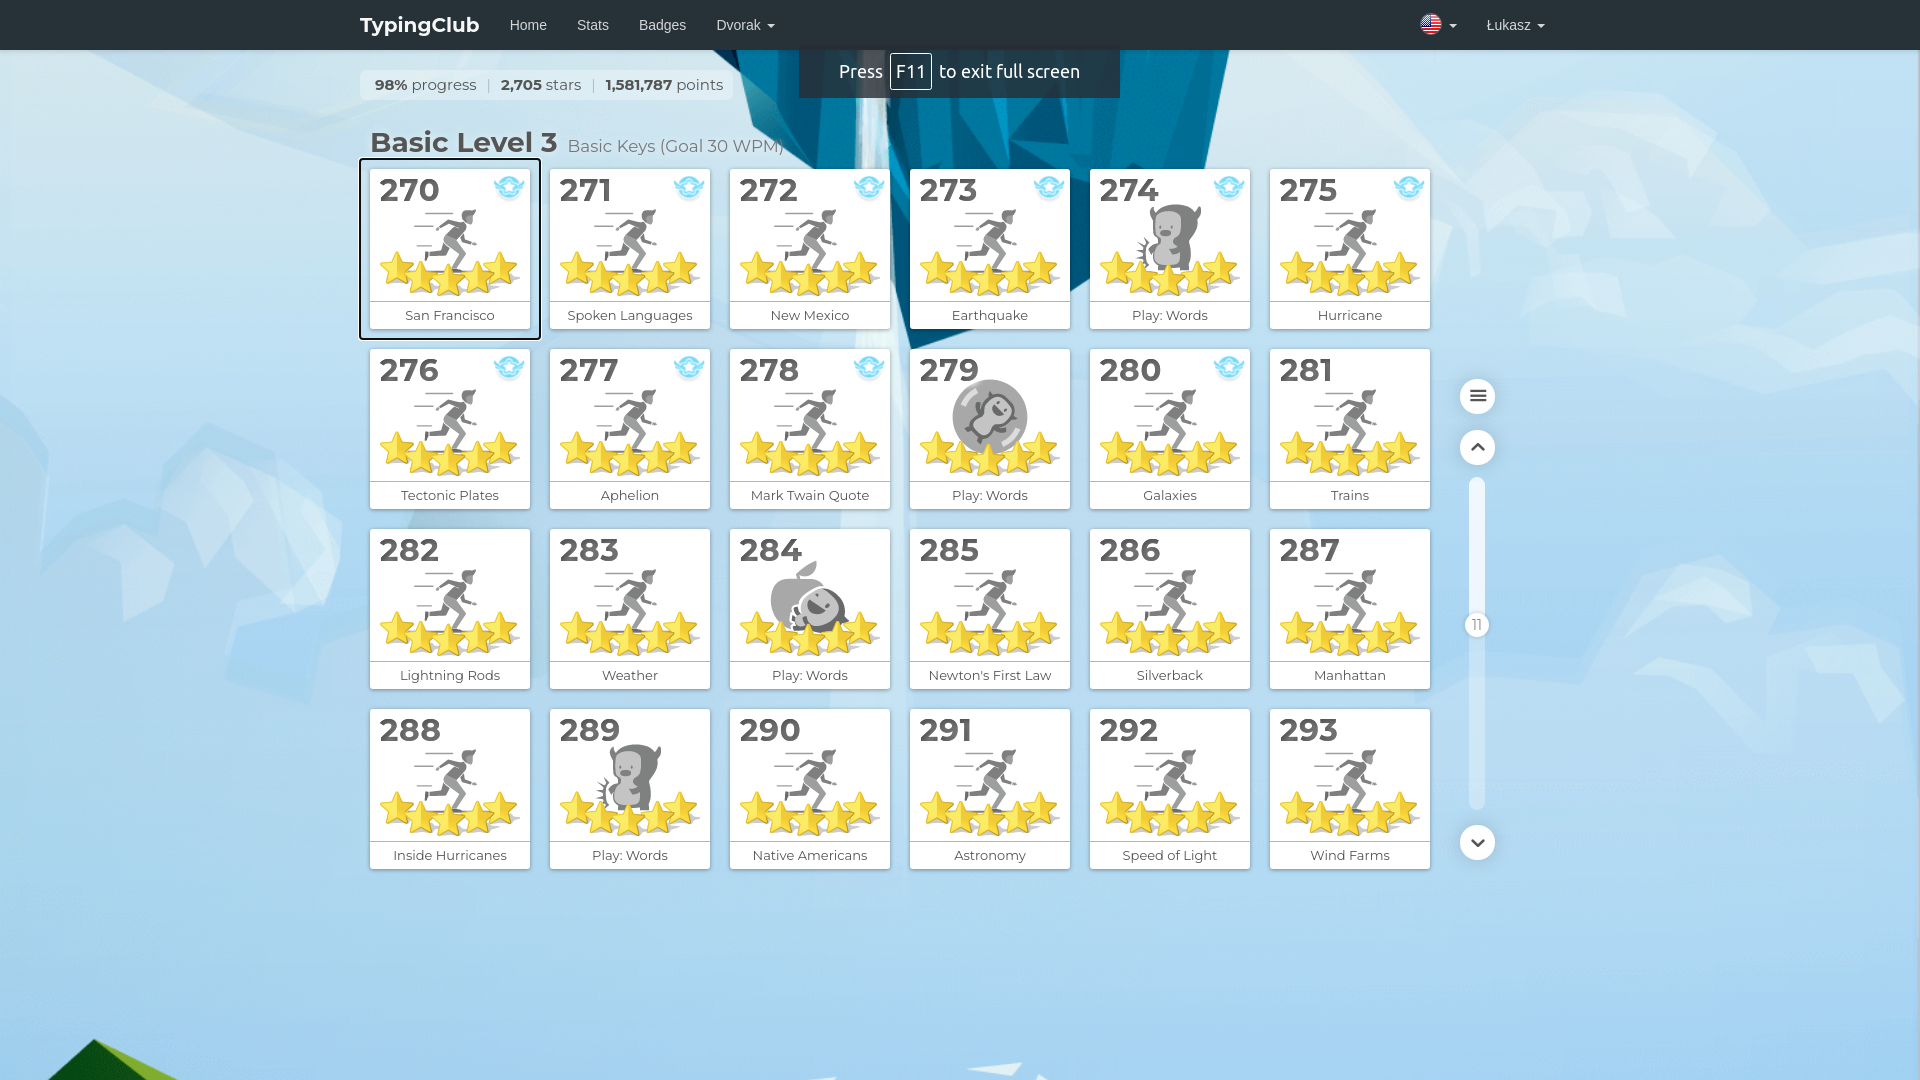 TypingClub Home Stats Badges Dvorak Łukasz
98% progress | 2,705 stars | 1,581,787 points
Press F11 to exit full screen
Basic Level 3 Basic Keys (Goal 30 WPM)
270 271 272 273 274 275
San Francisco Spoken Languages New Mexico Earthquake Play: Words Hurricane
276 277 278 279 280 281
Tectonic Plates Aphelion Mark Twain Quote Play: Words Galaxies Trains
282 283 284 285 286 287
Lightning Rods Weather Play: Words Newton's First Law Silverback Manhattan
11
288 289 290 291 292 293
Inside Hurricanes Play: Words Native Americans Astronomy Speed of Light Wind Farms